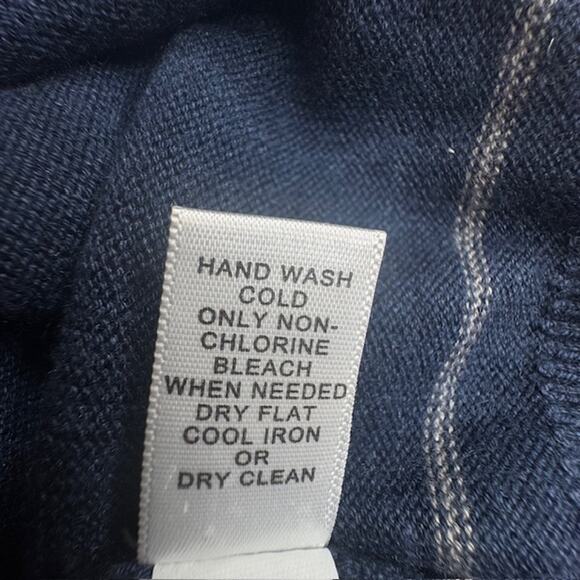 HAND WASH
COLD
ONLY NON-
CHLORINE
BLEACH
WHEN NEEDED
DRY FLAT
COOL IRON
OR
DRY CLEAN